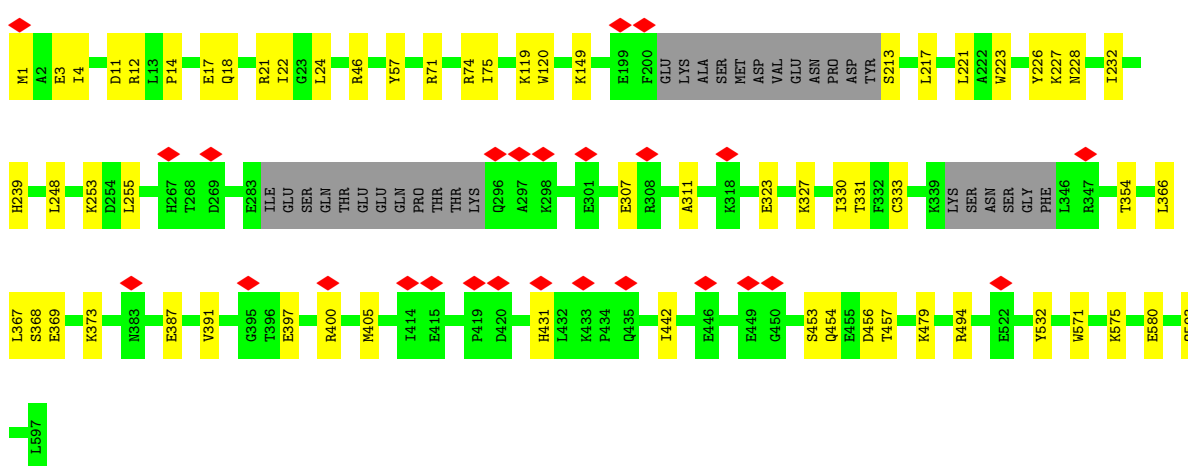 M1 A2 E3 I4 D11 R12 L13 P14 E17 Q18 R21 I22 G23 L24 R46 Y57 R71 R74 I75 K119 W120 K149 E199 F200 GLU LYS ALA SER MET ASP VAL GLU ASN PRO ASP TYR S213 L217 L221 A222 W223 Y226 K227 N228 I232
H239 L248 K253 D254 L255 H267 T268 D269 E283 ILE GLU SER GLN THR GLU GLU GLN PRO THR THR LYS Q296 A297 K298 E301 E307 R308 A311 K318 E323 K327 I330 T331 F332 C333 K339 LYS SER ASN SER GLY PHE L346 R347 T354 L366
L367 S368 E369 K373 N383 E387 V391 G395 T396 E397 R400 M405 I414 E415 P419 D420 H431 L432 K433 P434 Q435 I442 E446 E449 G450 S453 Q454 E455 D456 T457 K479 R494 E522 Y532 W571 K575 E580
L597